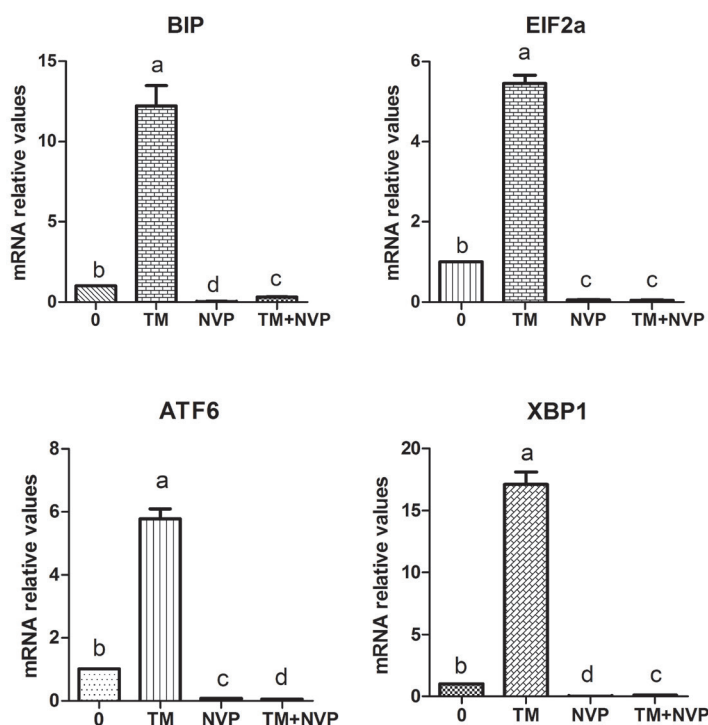 BIP
mRNA relative values
15
10
5
0
b
a
d
c
0 TM NVP TM+NVP
EIF2a
mRNA relative values
6
4
2
0
b
a
c
c
0 TM NVP TM+NVP
ATF6
mRNA relative values
8
6
4
2
0
b
a
c
d
0 TM NVP TM+NVP
XBP1
mRNA relative values
20
15
10
5
0
b
a
d
c
0 TM NVP TM+NVP